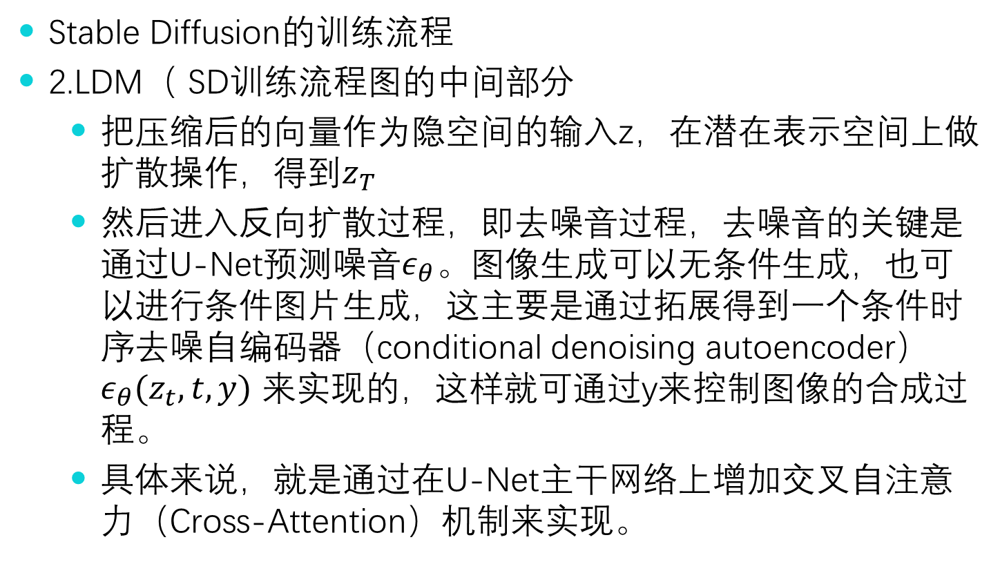 Stable Diffusion的训练流程
2.LDM（ SD训练流程图的中间部分
把压缩后的向量作为隐空间的输入z，在潜在表示空间上做
扩散操作，得到𝑧𝑇
然后进入反向扩散过程，即去噪音过程，去噪音的关键是
通过U-Net预测噪音𝜖𝜃。图像生成可以无条件生成，也可
以进行条件图片生成，这主要是通过拓展得到一个条件时
序去噪自编码器（conditional denoising autoencoder）
𝜖𝜃(𝑧𝑡, 𝑡, 𝑦) 来实现的，这样就可通过y来控制图像的合成过
程。
具体来说，就是通过在U-Net主干网络上增加交叉自注意
力（Cross-Attention）机制来实现。